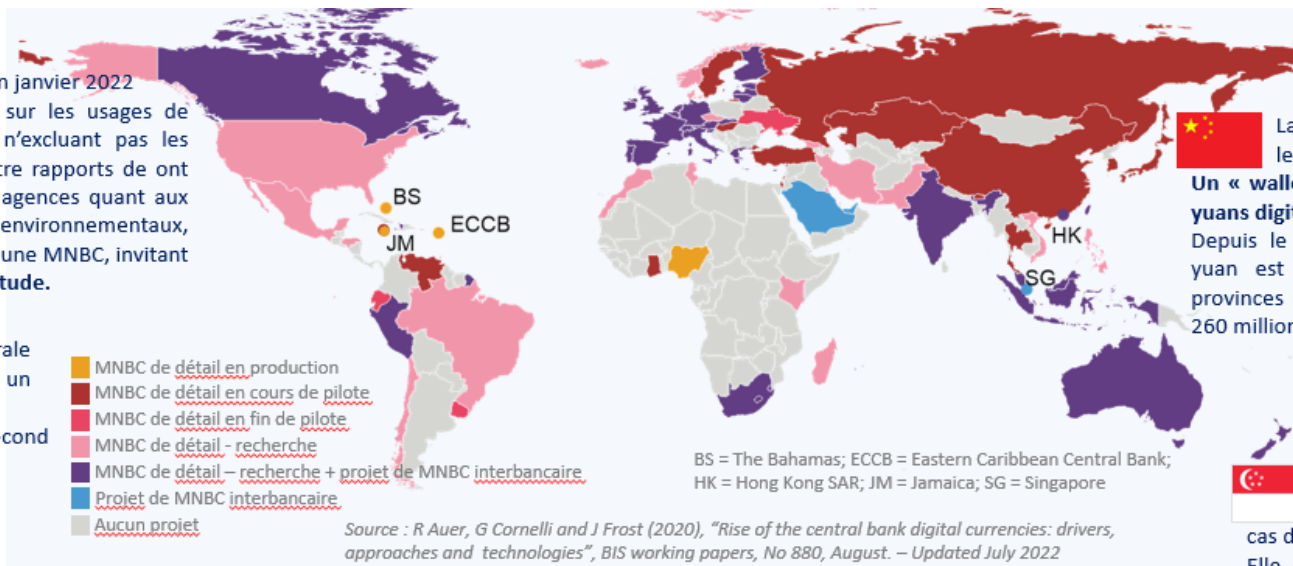 n janvier 2022
sur les usages de
n'excluant pas les
tre rapports de ont
agences quant aux
environnementaux,
une MNBC, invitant
tude.
rale
un
econd
BS
ECCB
JM
HK
SG
La
le
Un « walle
yuans digit
Depuis le
yuan est
provinces
260 million
MNBC de détail en production
MNBC de détail en cours de pilote
MNBC de détail en fin de pilote
MNBC de détail - recherche
MNBC de détail – recherche + projet de MNBC interbancaire
Projet de MNBC interbancaire
Aucun projet
BS = The Bahamas; ECCB = Eastern Caribbean Central Bank;
HK = Hong Kong SAR; JM = Jamaica; SG = Singapore
Source : R Auer, G Cornelli and J Frost (2020), “Rise of the central bank digital currencies: drivers,
approaches and technologies”, BIS working papers, No 880, August. – Updated July 2022
cas d
Elle